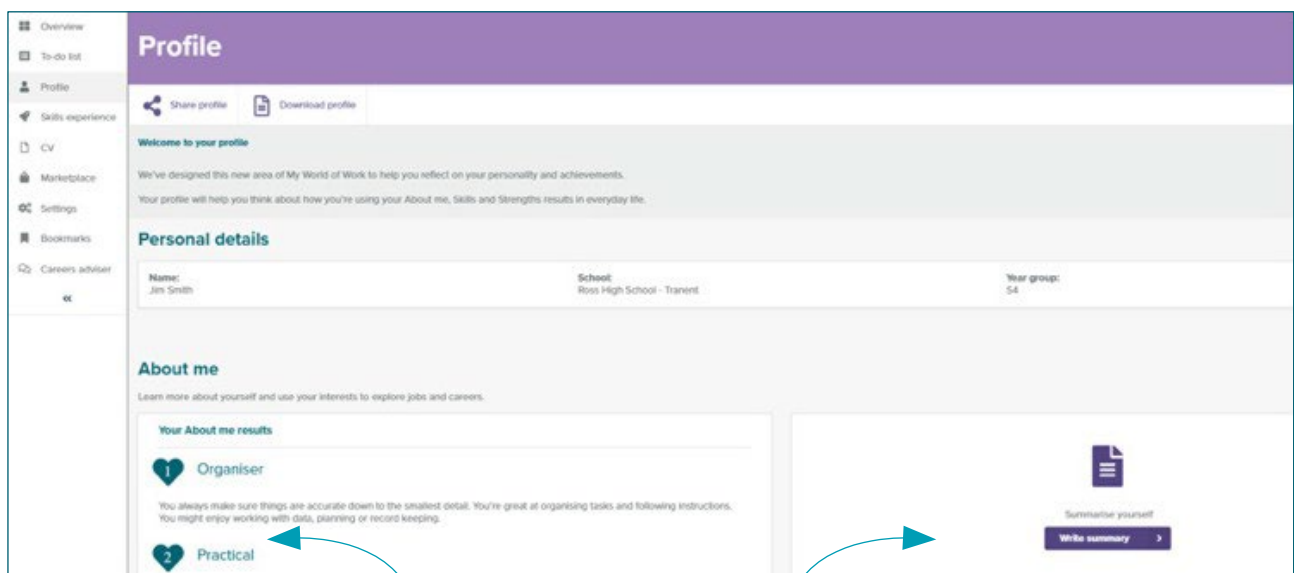 Overview
To-do list
Profile
Skills experience
CV
Marketplace
Settings
Bookmarks
Careers adviser
Profile
Share profile
Download profile
Welcome to your profile
We've designed this new area of My World of Work to help you reflect on your personality and achievements.
Your profile will help you think about how you're using your About me, Skills and Strengths results in everyday life.
Personal details
Name: School: Year group:
Jim Smith Ross High School - Tranent S4
About me
Learn more about yourself and use your interests to explore jobs and careers.
Your About me results
1 Organiser
You always make sure things are accurate down to the smallest detail. You're great at organising tasks and following instructions.
You might enjoy working with data, planning or record keeping.
2 Practical
Summarise yourself
Write summary